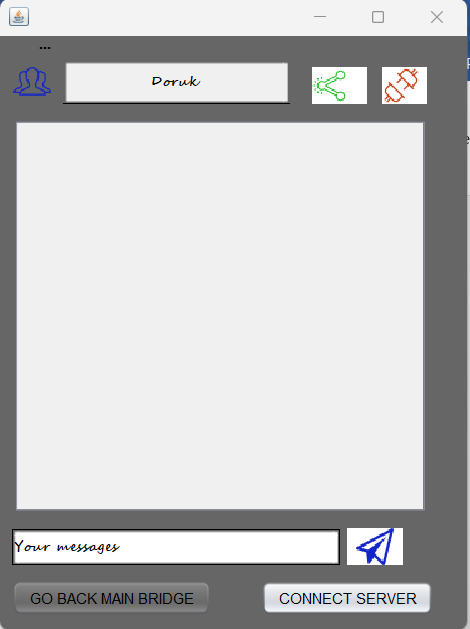 ...
Doruk
Your messages
GO BACK MAIN BRIDGE
CONNECT SERVER